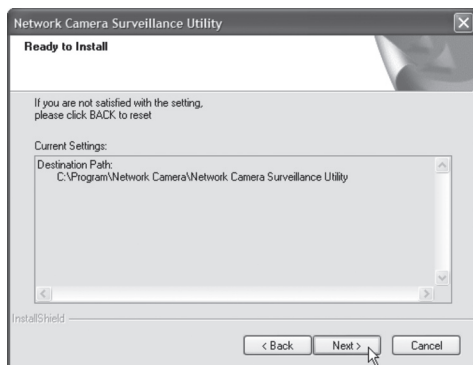 Network Camera Surveillance Utility
Ready to Install
If you are not satisfied with the setting,
please click BACK to reset
Current Settings:
Destination Path:
C:\Program\Network Camera\Network Camera Surveillance Utility
InstallShield
< Back Next > Cancel